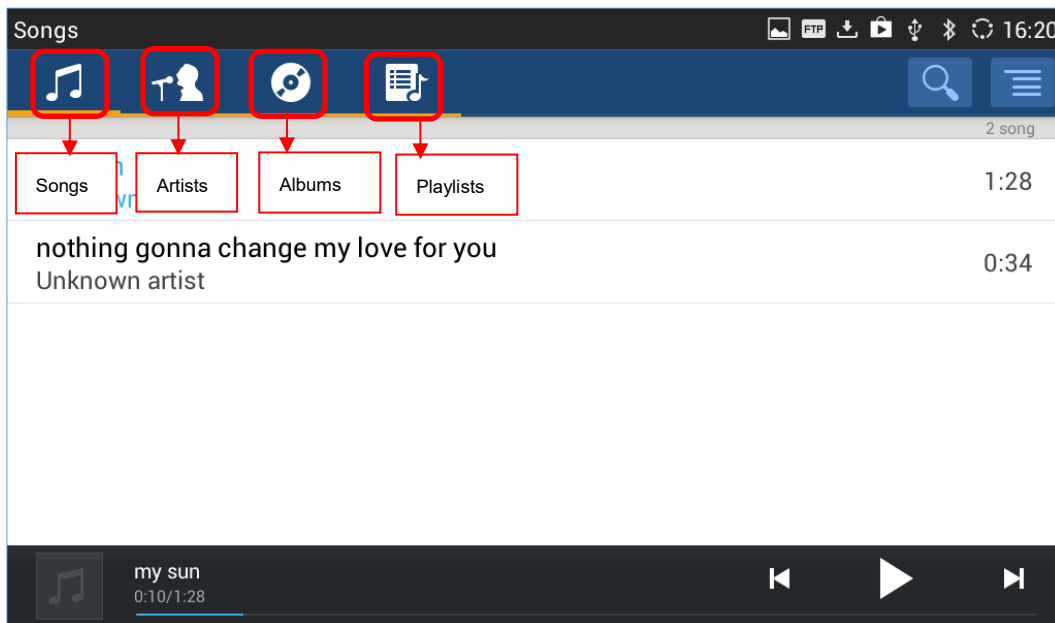 Songs
FTP
16:20
2 song
Songs
Artists
Albums
Playlists
1:28
nothing gonna change my love for you
Unknown artist
0:34
my sun
0:10/1:28